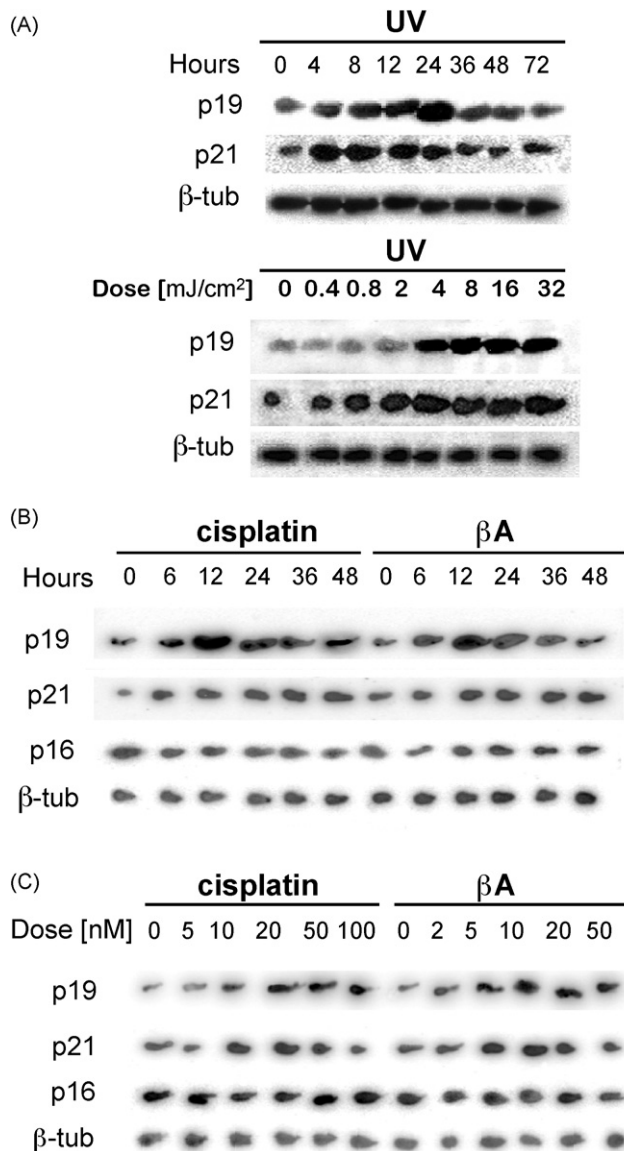 (A)
UV
Hours 0 4 8 12 24 36 48 72
p19
p21
β-tub
UV
Dose [mJ/cm²] 0 0.4 0.8 2 4 8 16 32
p19
p21
β-tub
(B)
cisplatin βA
Hours 0 6 12 24 36 48 0 6 12 24 36 48
p19
p21
p16
β-tub
(C)
cisplatin βA
Dose [nM] 0 5 10 20 50 100 0 2 5 10 20 50
p19
p21
p16
β-tub